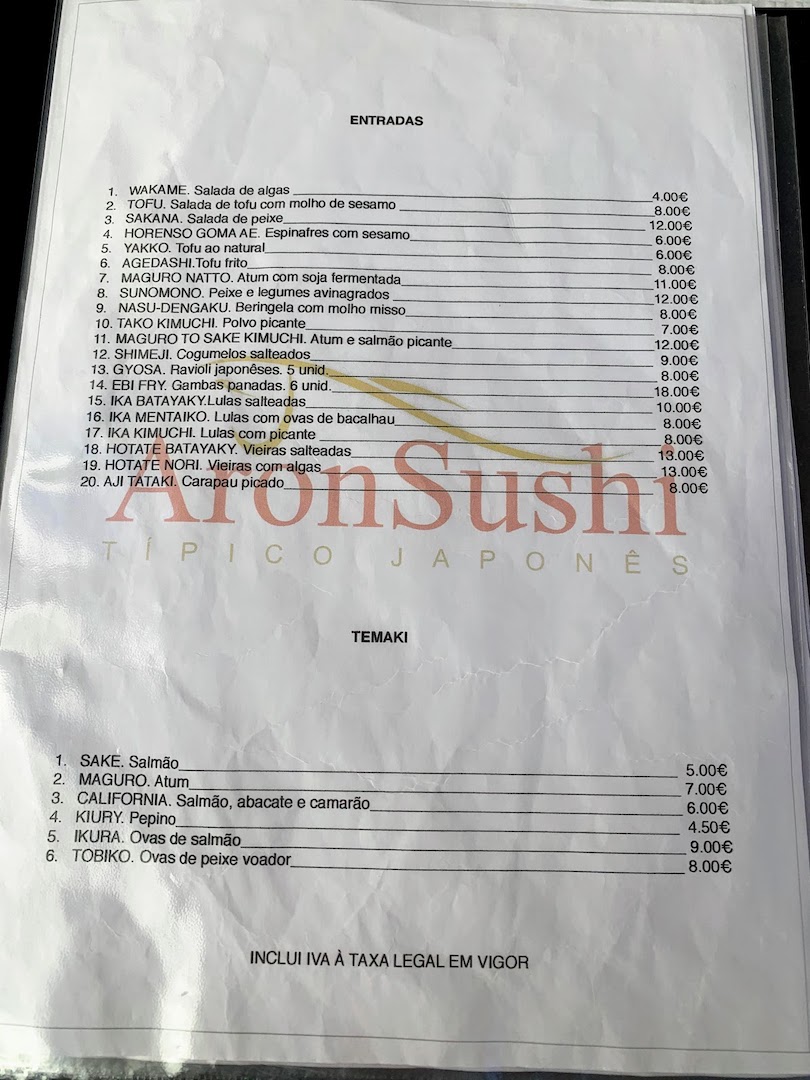 ENTRADAS
1. WAKAME. Salada de algas 4.00€
2. TOFU. Salada de tofu com molho de sesamo 8.00€
3. SAKANA. Salada de peixe 12.00€
4. HORENSO GOMA AE. Espinafres com sesamo 6.00€
5. YAKKO. Tofu ao natural 6.00€
6. AGEDASHI.Tofu frito 8.00€
7. MAGURO NATTO. Atum com soja fermentada 11.00€
8. SUNOMONO. Peixe e legumes avinagrados 12.00€
9. NASU-DENGAKU. Beringela com molho misso 8.00€
10. TAKO KIMUCHI. Polvo picante 7.00€
11. MAGURO TO SAKE KIMUCHI. Atum e salmão picante 12.00€
12. SHIMEJI. Cogumelos salteados 9.00€
13. GYOSA. Ravioli japonêses. 5 unid. 8.00€
14. EBI FRY. Gambas panadas. 6 unid. 18.00€
15. IKA BATAYAKY.Lulas salteadas 10.00€
16. IKA MENTAIKO. Lulas com ovas de bacalhau 8.00€
17. IKA KIMUCHI. Lulas com picante 8.00€
18. HOTATE BATAYAKY. Vieiras salteadas 13.00€
19. HOTATE NORI. Vieiras com algas 13.00€
20. AJI TATAKI. Carapau picado 8.00€
AronSushi
TÍPICO JAPONÊS
TEMAKI
1. SAKE. Salmão 5.00€
2. MAGURO. Atum 7.00€
3. CALIFORNIA. Salmão, abacate e camarão 6.00€
4. KIURY. Pepino 4.50€
5. IKURA. Ovas de salmão 9.00€
6. TOBIKO. Ovas de peixe voador 8.00€
INCLUI IVA À TAXA LEGAL EM VIGOR